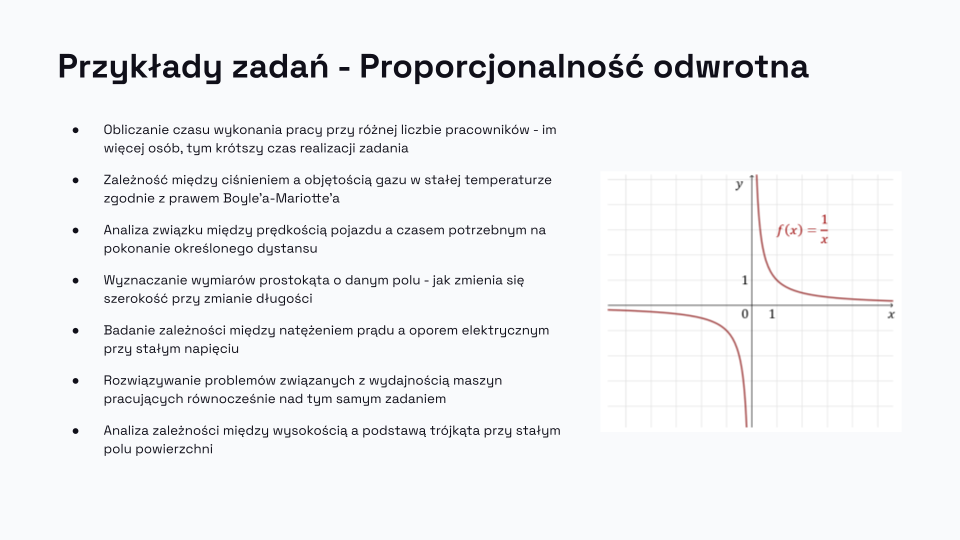 Przykłady zadań - Proporcjonalność odwrotna
● Obliczanie czasu wykonania pracy przy różnej liczbie pracowników - im
więcej osób, tym krótszy czas realizacji zadania
● Zależność między ciśnieniem a objętością gazu w stałej temperaturze
zgodnie z prawem Boyle'a-Mariotte'a
● Analiza związku między prędkością pojazdu a czasem potrzebnym na
pokonanie określonego dystansu
● Wyznaczanie wymiarów prostokąta o danym polu - jak zmienia się
szerokość przy zmianie długości
● Badanie zależności między natężeniem prądu a oporem elektrycznym
przy stałym napięciu
● Rozwiązywanie problemów związanych z wydajnością maszyn
pracujących równocześnie nad tym samym zadaniem
● Analiza zależności między wysokością a podstawą trójkąta przy stałym
polu powierzchni
y
f(x) = 1/x
1
0 1 x